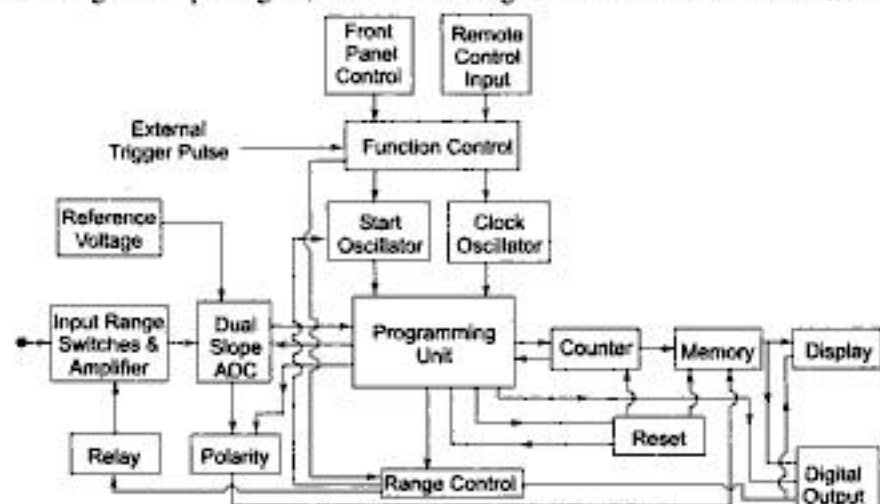 Front
Panel
Control
Remote
Control
Input
External
Trigger Pulse
Function Control
Reference
Voltage
Start
Oscillator
Clock
Oscillator
Input Range
Switches &
Amplifier
Dual
Slope
ADC
Programming
Unit
Counter
Memory
Display
Reset
Relay
Polarity
Range Control
Digital
Output